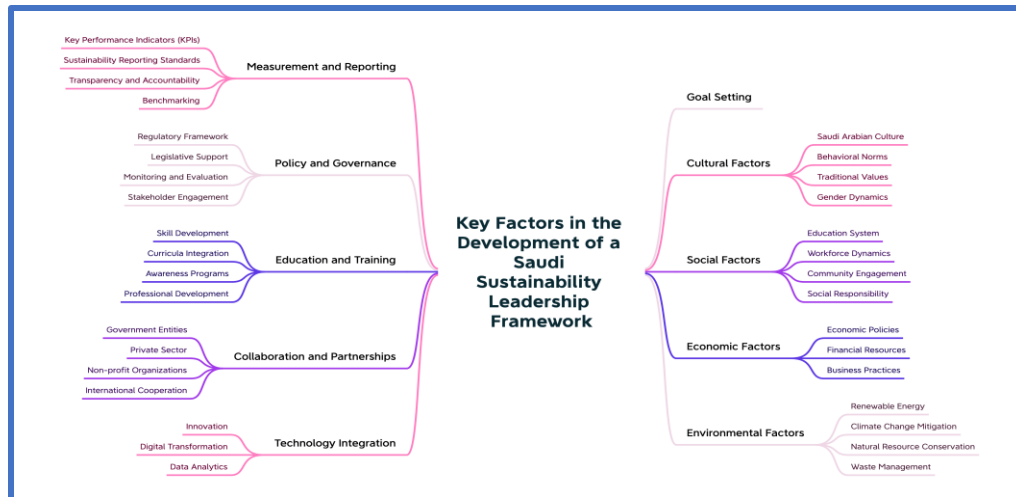 Key Factors in the
Development of a
Saudi
Sustainability
Leadership
Framework
Measurement and Reporting
Key Performance Indicators (KPIs)
Sustainability Reporting Standards
Transparency and Accountability
Benchmarking
Policy and Governance
Regulatory Framework
Legislative Support
Monitoring and Evaluation
Stakeholder Engagement
Education and Training
Skill Development
Curricula Integration
Awareness Programs
Professional Development
Collaboration and Partnerships
Government Entities
Private Sector
Non-profit Organizations
International Cooperation
Technology Integration
Innovation
Digital Transformation
Data Analytics
Goal Setting
Cultural Factors
Saudi Arabian Culture
Behavioral Norms
Traditional Values
Gender Dynamics
Social Factors
Education System
Workforce Dynamics
Community Engagement
Social Responsibility
Economic Factors
Economic Policies
Financial Resources
Business Practices
Environmental Factors
Renewable Energy
Climate Change Mitigation
Natural Resource Conservation
Waste Management